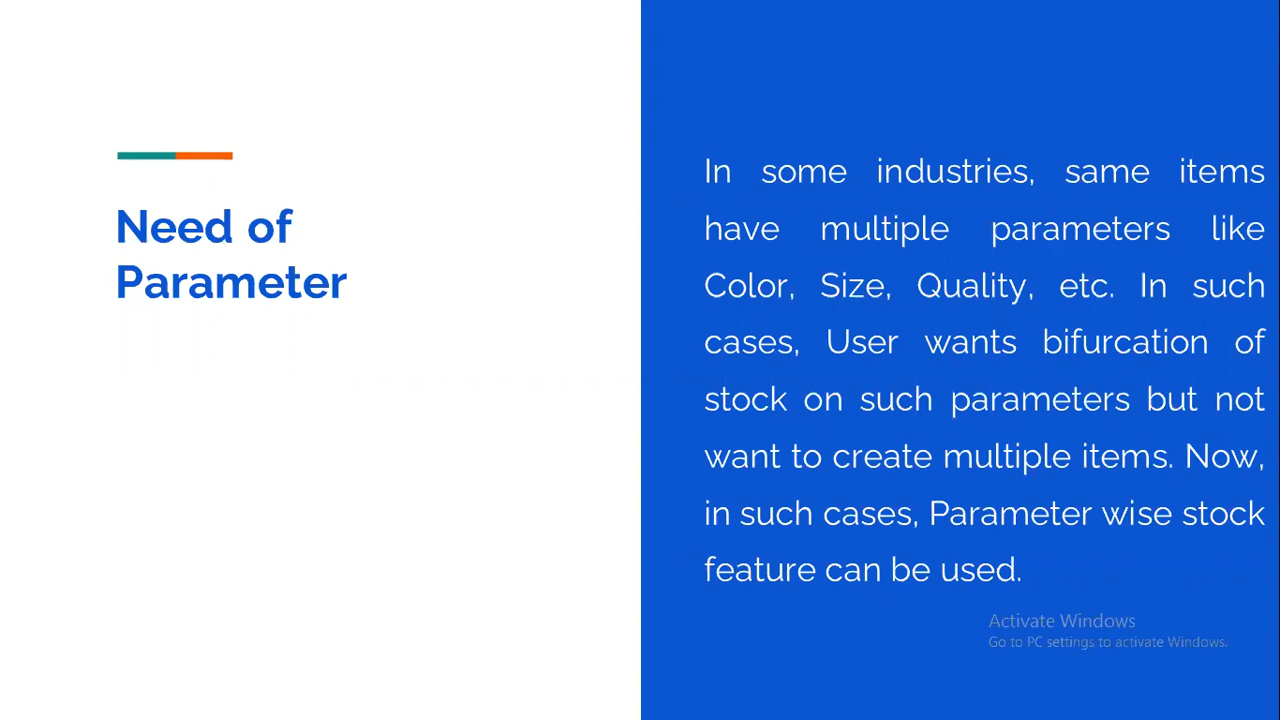 Need of
Parameter
In some industries, same items
have multiple parameters like
Color, Size, Quality, etc. In such
cases, User wants bifurcation of
stock on such parameters but not
want to create multiple items. Now,
in such cases, Parameter wise stock
feature can be used.
Activate Windows
Go to PC settings to activate Windows.